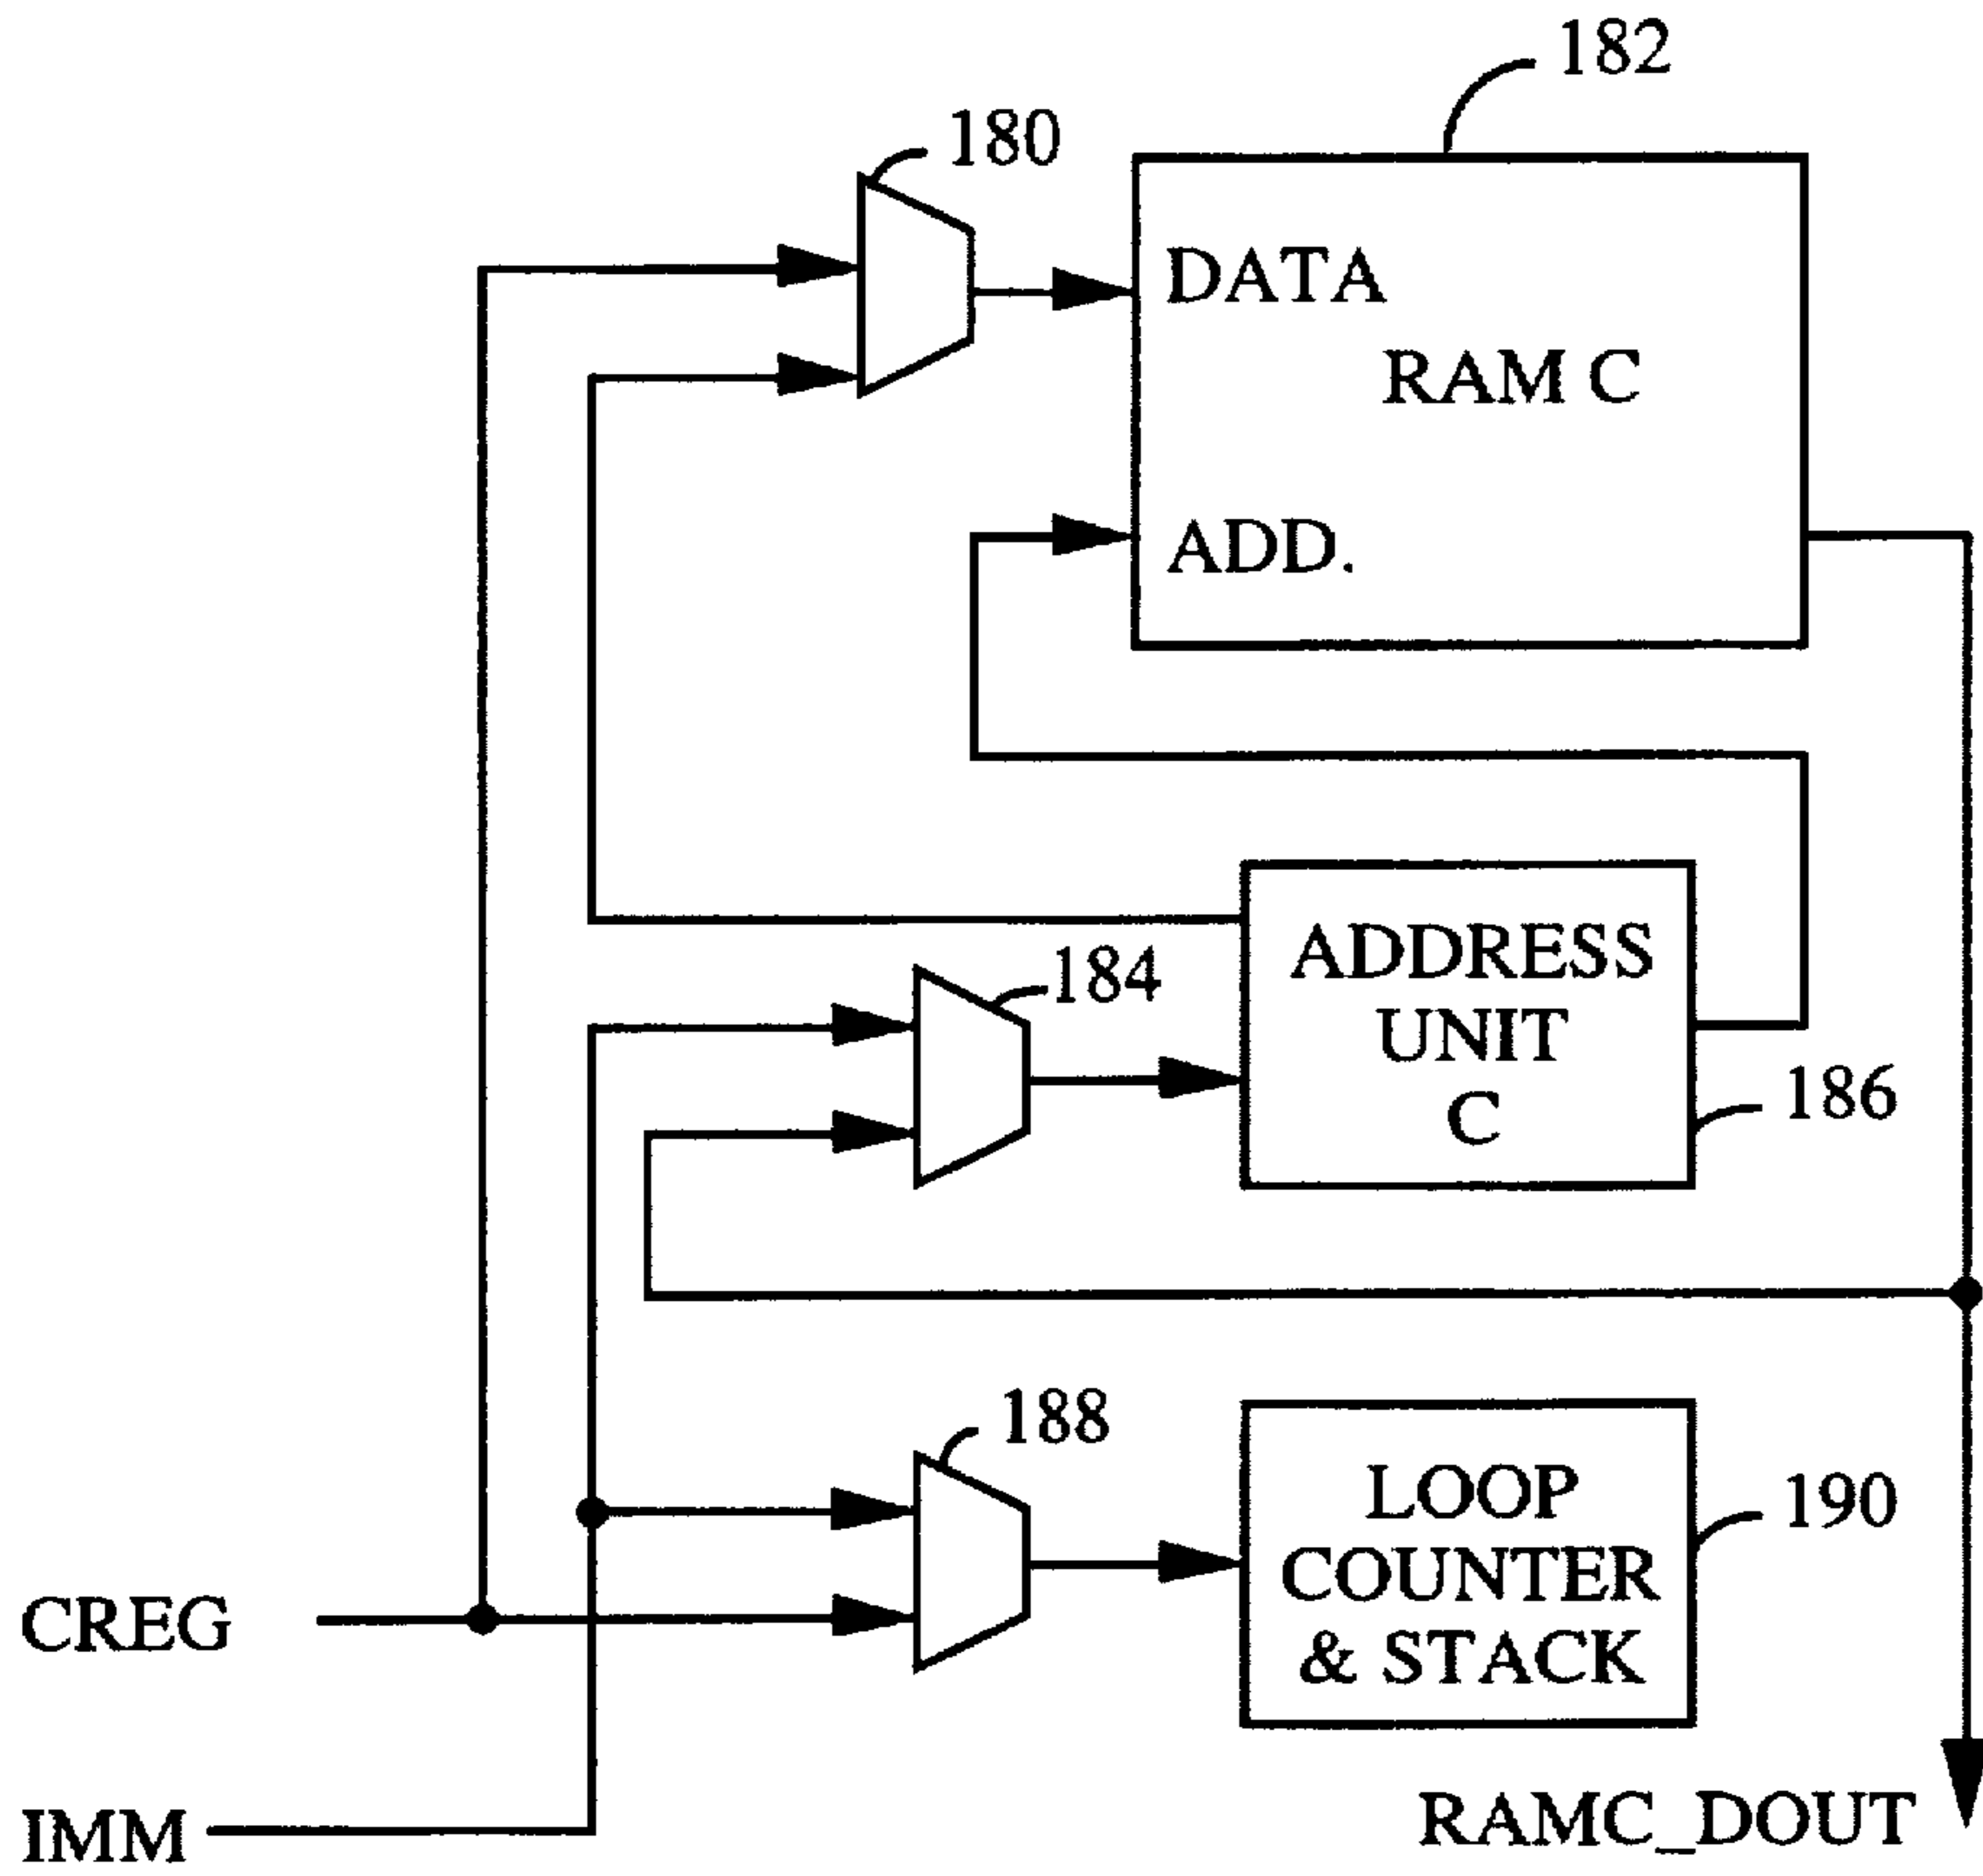 182
180
DATA
RAM C
ADD.
184
ADDRESS
UNIT
C
186
188
LOOP
COUNTER
& STACK
190
CREG
IMM
RAMC_DOUT